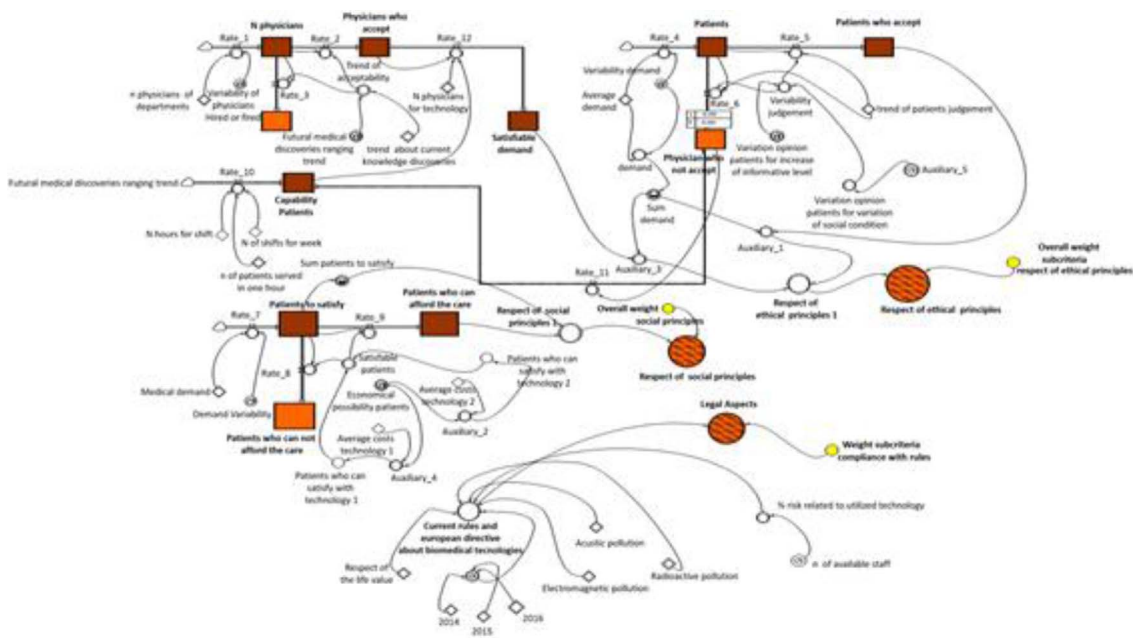 N physicians
Physicians who
accept
Rate_1
Rate_2
Rate_12
Trend of
acceptability
n physicians of
departments
Variability of
physicians
Hired or fired
Rate_3
N physicians
for technology
Futural medical
discoveries ranging
trend
trend about current
knowledge discoveries
Satisfiable
demand
Patients
Patients who accept
Rate_4
Rate_5
Variability demand
Average
demand
Rate_6
Variability
judgement
trend of patients judgement
demand
Physician who
not accept
Variation opinion
patients for increase
of informative level
Auxiliary_5
Variation opinion
patients for variation
of social condition
Sum
demand
Auxiliary_1
Auxiliary_3
Futural medical discoveries ranging trend
Rate_10
Capability
Patients
N hours for shift
N of shifts for week
n of patients served
in one hour
Rate_11
Overall weight
subcriteria
respect of ethical principles
Respect of
ethical principles 1
Respect of ethical principles
Sum patients to satisfy
Patients to satisfy
Patients who can
afford the care
Rate_7
Rate_9
Respect of social
principles 1
Overall weight
social principles
Respect of social principles
Rate_8
Satisfable
patients
Patients who can
satisfy with
technology 2
Medical demand
Demand Variability
Economical
possibility patients
Average costs
technology 2
Auxiliary_2
Patients who can not
afford the care
Average costs
technology 1
Auxiliary_4
Patients who can
satisfy with
technology 1
Legal Aspects
Weight subcriteria
compliance with rules
% risk related to utilized technology
n of available staff
Current rules and
european directive
about biomedical tecnologies
Acustic pollution
Respect of
the life value
Radioactive pollution
Electromagnetic pollution
2014
2015
2016